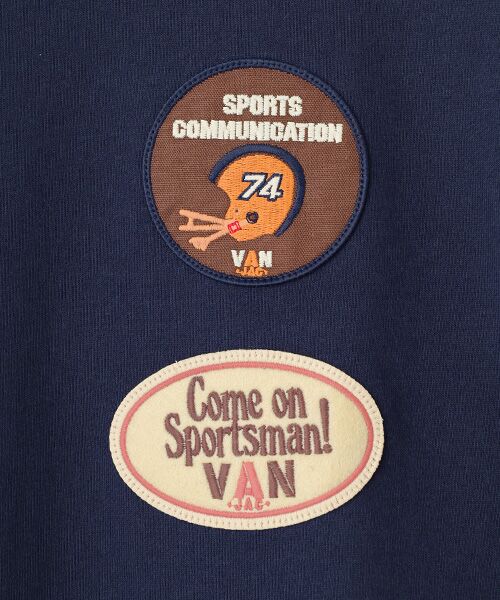 SPORTS
COMMUNICATION
74
VAN
·JAC·
Come on
Sportsman!
VAN
·JAC·